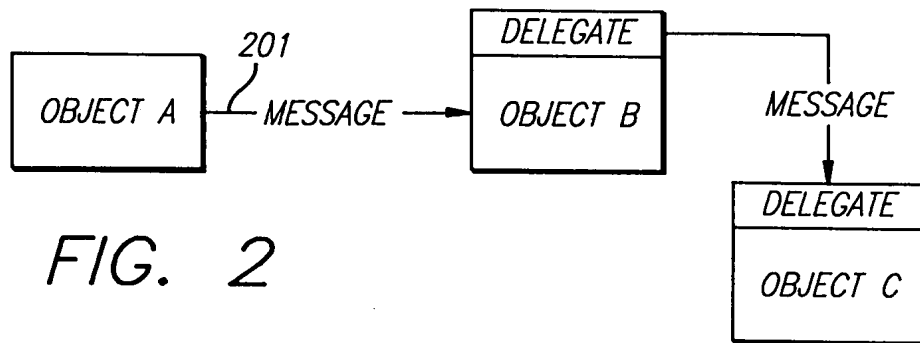 201
DELEGATE
OBJECT A
MESSAGE
OBJECT B
MESSAGE
DELEGATE
OBJECT C
FIG. 2